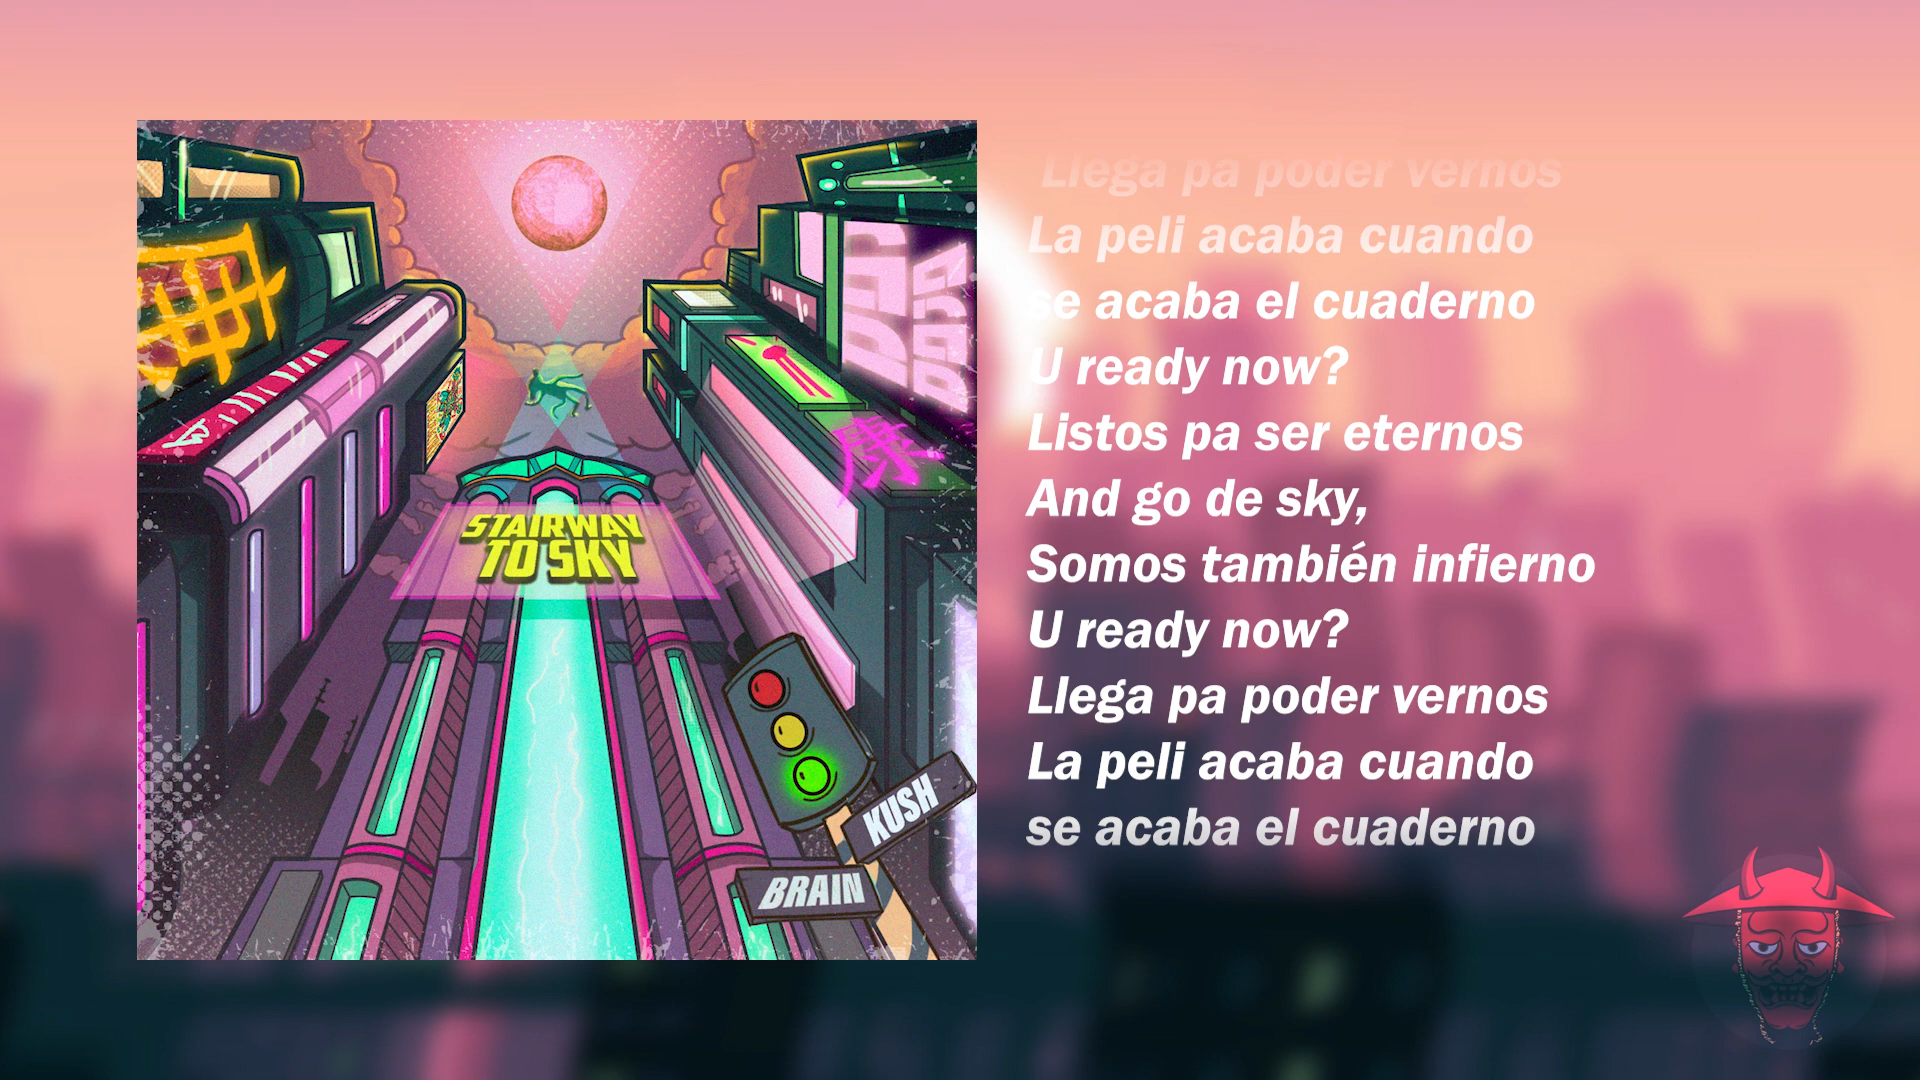 STAIRWAY
TO SKY
KUSH
BRAIN
BAR
康
Llega pa poder vernos
La peli acaba cuando
se acaba el cuaderno
U ready now?
Listos pa ser eternos
And go de sky,
Somos también infierno
U ready now?
Llega pa poder vernos
La peli acaba cuando
se acaba el cuaderno